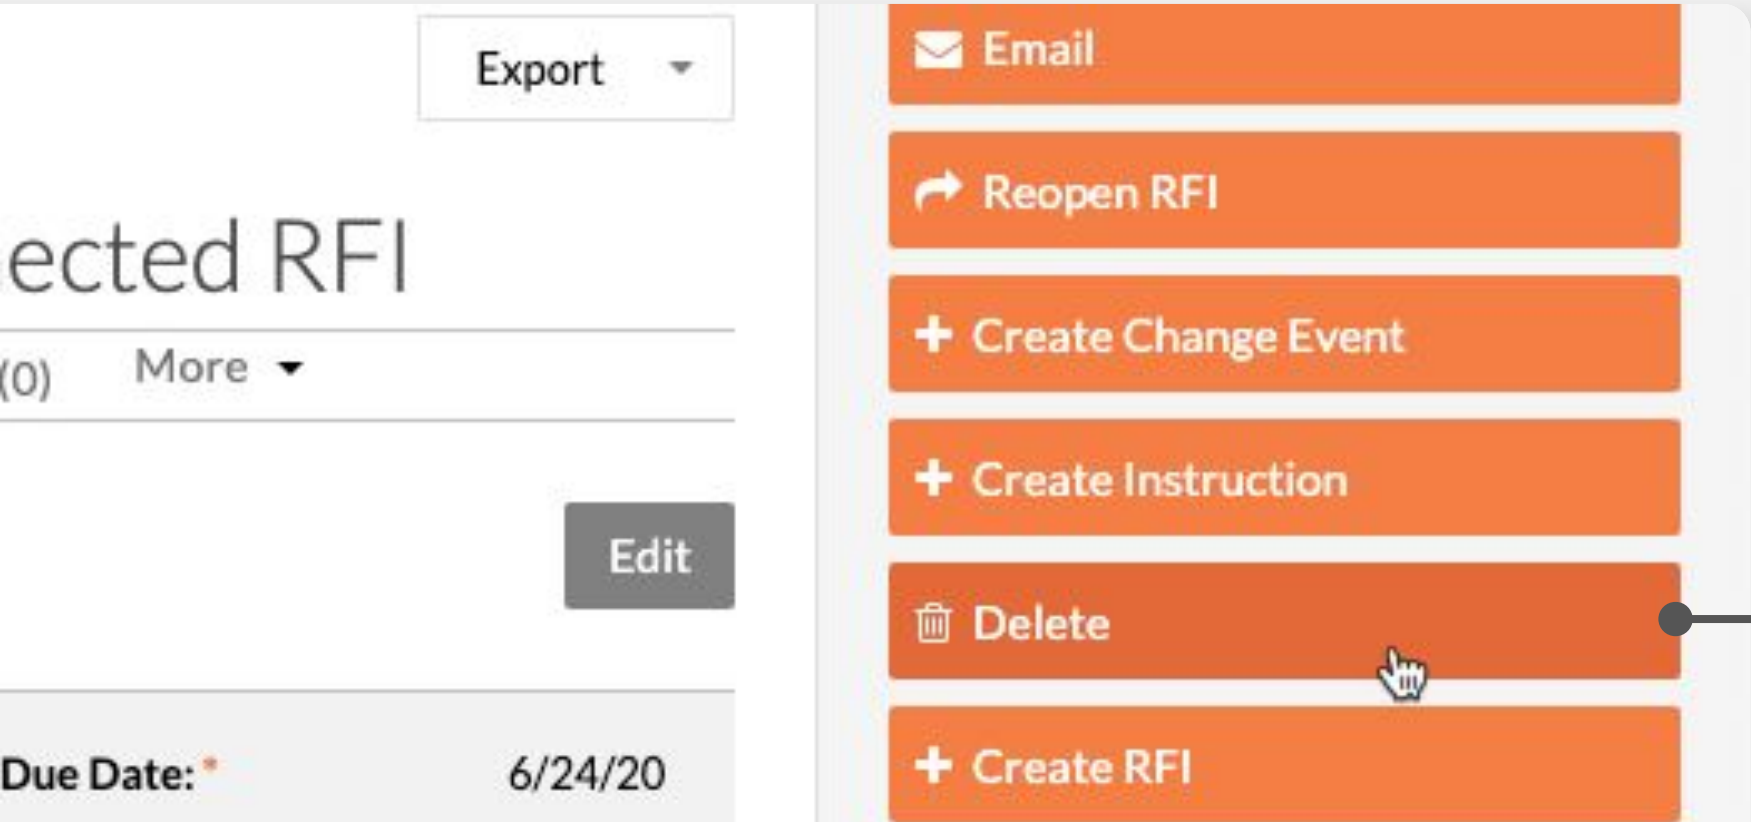 Export
ected RFI
(0) More
Edit
Due Date:* 6/24/20
Email
Reopen RFI
Create Change Event
Create Instruction
Delete
Create RFI